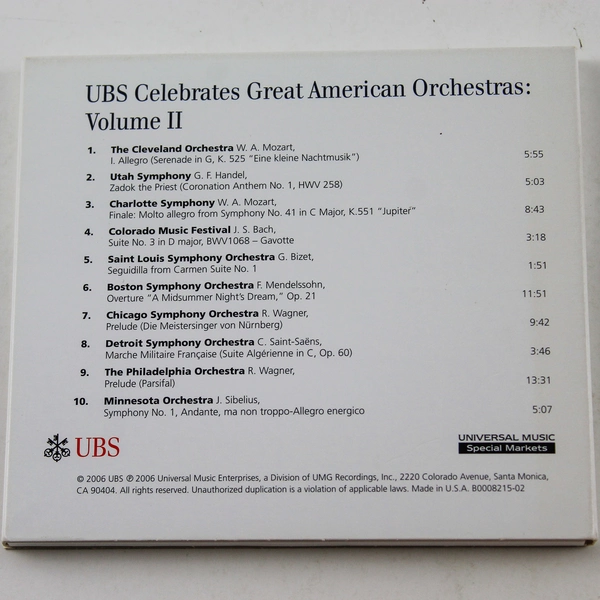 UBS Celebrates Great American Orchestras:
Volume II
1. The Cleveland Orchestra W. A. Mozart,
I. Allegro (Serenade in G, K. 525 "Eine kleine Nachtmusik") 5:55
2. Utah Symphony G. F. Handel,
Zadok the Priest (Coronation Anthem No. 1, HWV 258) 5:03
3. Charlotte Symphony W. A. Mozart,
Finale: Molto allegro from Symphony No. 41 in C Major, K.551 "Jupiter" 8:43
4. Colorado Music Festival J. S. Bach,
Suite No. 3 in D major, BWV1068 – Gavotte 3:18
5. Saint Louis Symphony Orchestra G. Bizet,
Seguidilla from Carmen Suite No. 1 1:51
6. Boston Symphony Orchestra F. Mendelssohn,
Overture "A Midsummer Night's Dream," Op. 21 11:51
7. Chicago Symphony Orchestra R. Wagner,
Prelude (Die Meistersinger von Nürnberg) 9:42
8. Detroit Symphony Orchestra C. Saint-Saëns,
Marche Militaire Française (Suite Algérienne in C, Op. 60) 3:46
9. The Philadelphia Orchestra R. Wagner,
Prelude (Parsifal) 13:31
10. Minnesota Orchestra J. Sibelius,
Symphony No. 1, Andante, ma non troppo-Allegro energico 5:07
UBS
UNIVERSAL MUSIC
Special Markets
© 2006 UBS ℗ 2006 Universal Music Enterprises, a Division of UMG Recordings, Inc., 2220 Colorado Avenue, Santa Monica,
CA 90404. All rights reserved. Unauthorized duplication is a violation of applicable laws. Made in U.S.A. B0008215-02